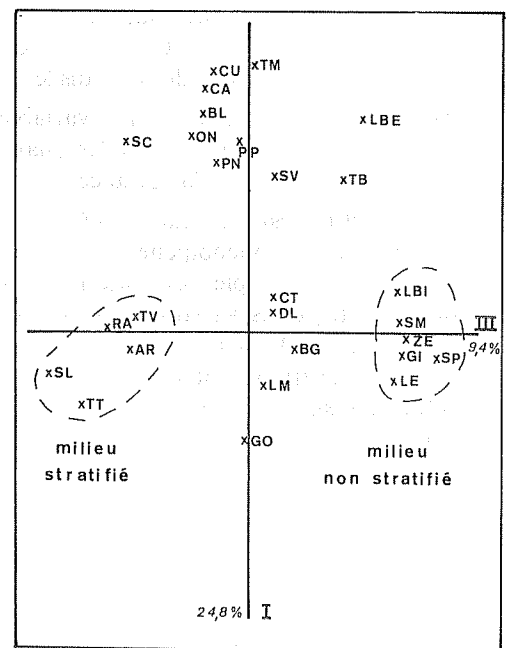 xCU xTM
xCA
xBL xLBE
xSC xON x
PP
xPN
xSV xTB
xCT xLBI
xDL
xRA xTV xSM III
xZE 9,4%
xAR xBG xGI xSP
xSL xLM xLE
xTT
xGO
milieu
stratifié
milieu
non stratifié
24,8% I